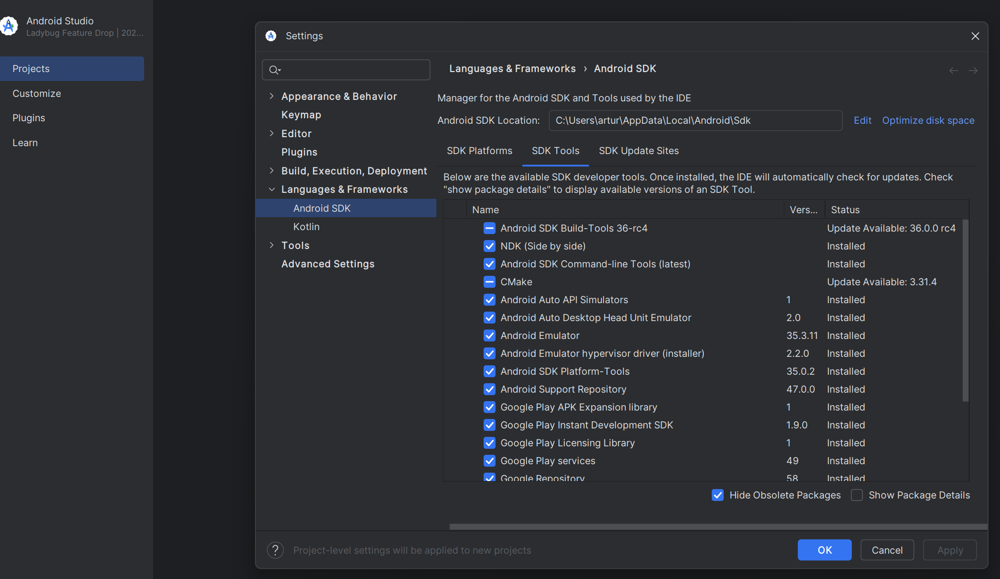 Android Studio
Ladybug Feature Drop | 202...
Projects
Customize
Plugins
Learn
Settings
Appearance & Behavior
Keymap
Editor
Plugins
Build, Execution, Deployment
Languages & Frameworks
Android SDK
Kotlin
Tools
Advanced Settings
Languages & Frameworks › Android SDK
Manager for the Android SDK and Tools used by the IDE
Android SDK Location: C:\Users\artur\AppData\Local\Android\Sdk Edit Optimize disk space
SDK Platforms SDK Tools SDK Update Sites
Below are the available SDK developer tools. Once installed, the IDE will automatically check for updates. Check
"show package details" to display available versions of an SDK Tool.
Name Vers... Status
Android SDK Build-Tools 36-rc4 Update Available: 36.0.0 rc4
NDK (Side by side) Installed
Android SDK Command-line Tools (latest) Installed
CMake Update Available: 3.31.4
Android Auto API Simulators 1 Installed
Android Auto Desktop Head Unit Emulator 2.0 Installed
Android Emulator 35.3.11 Installed
Android Emulator hypervisor driver (installer) 2.2.0 Installed
Android SDK Platform-Tools 35.0.2 Installed
Android Support Repository 47.0.0 Installed
Google Play APK Expansion library 1 Installed
Google Play Instant Development SDK 1.9.0 Installed
Google Play Licensing Library 1 Installed
Google Play services 49 Installed
Google Repository 58 Installed
Hide Obsolete Packages Show Package Details
? Project-level settings will be applied to new projects
OK Cancel Apply